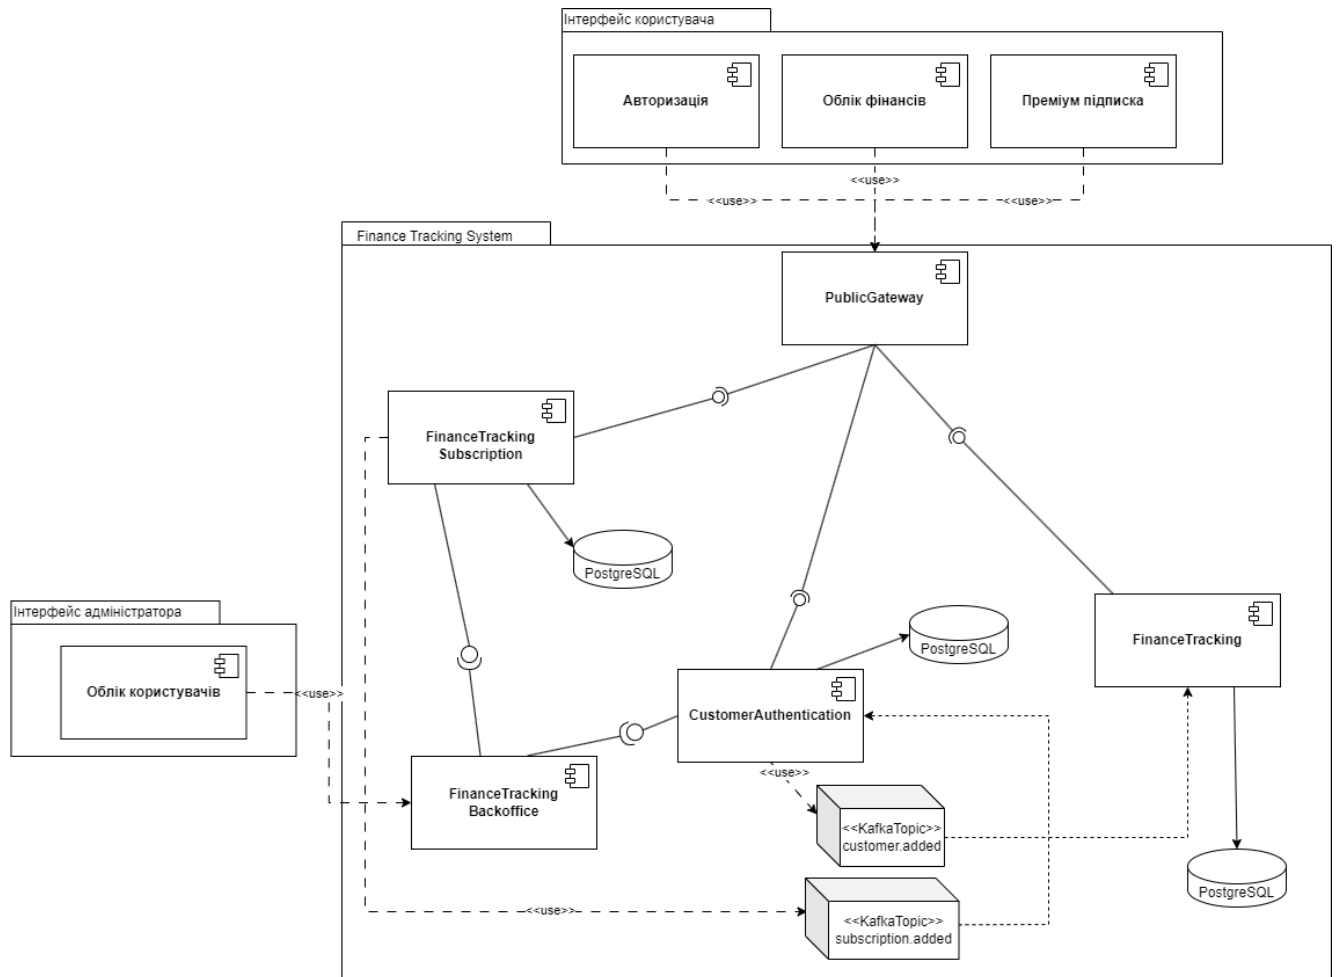 Інтерфейс користувача
Авторизація
Облік фінансів
Преміум підписка
<<use>>
<<use>>
<<use>>
Finance Tracking System
PublicGateway
FinanceTracking
Subscription
PostgreSQL
Інтерфейс адміністратора
Облік користувачів
<<use>>
PostgreSQL
FinanceTracking
CustomerAuthentication
<<use>>
FinanceTracking
Backoffice
<<KafkaTopic>>
customer.added
PostgreSQL
<<use>>
<<KafkaTopic>>
subscription.added